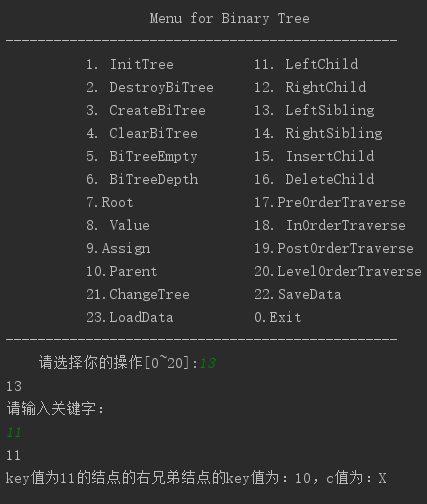 Menu for Binary Tree
-------------------------------------------------
1. InitTree 11. LeftChild
2. DestroyBiTree 12. RightChild
3. CreateBiTree 13. LeftSibling
4. ClearBiTree 14. RightSibling
5. BiTreeEmpty 15. InsertChild
6. BiTreeDepth 16. DeleteChild
7.Root 17.PreOrderTraverse
8. Value 18. InOrderTraverse
9.Assign 19.PostOrderTraverse
10.Parent 20.LevelOrderTraverse
21.ChangeTree 22.SaveData
23.LoadData 0.Exit
-------------------------------------------------
请选择你的操作[0~20]:13
13
请输入关键字:
11
11
key值为11的结点的右兄弟结点的key值为：10，c值为：X